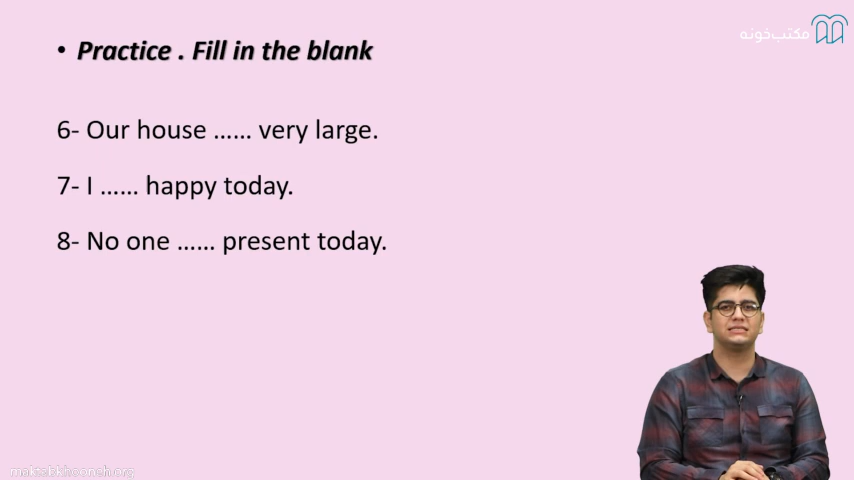 • Practice . Fill in the blank
مکتب‌خونه
6- Our house ...... very large.
7- I ...... happy today.
8- No one ...... present today.
maktabkhooneh.org